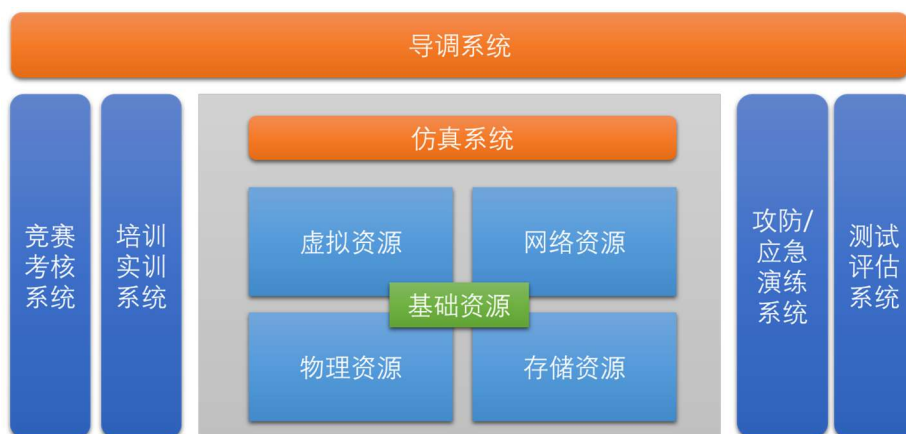 导调系统
竞赛
考核
系统
培训
实训
系统
仿真系统
虚拟资源
网络资源
基础资源
物理资源
存储资源
攻防/
应急
演练
系统
测试
评估
系统